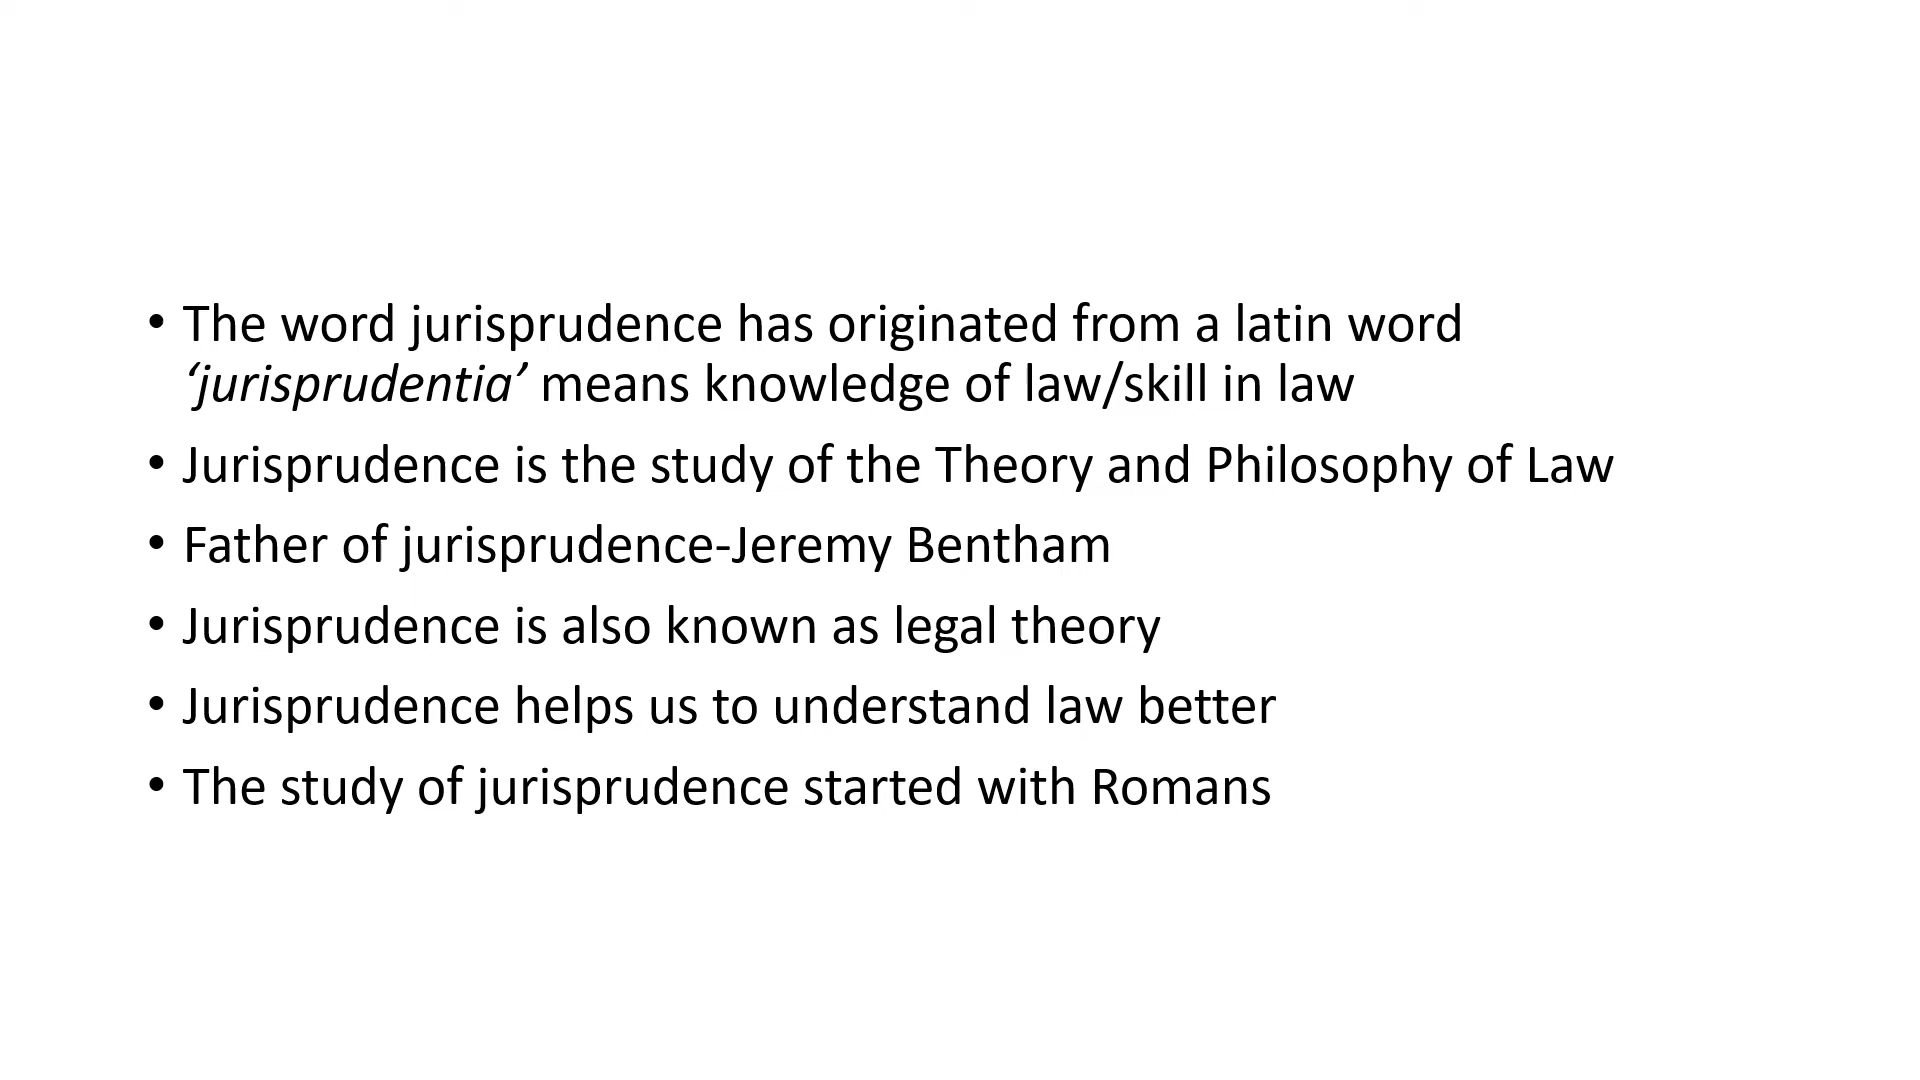 • The word jurisprudence has originated from a latin word
‘jurisprudentia’ means knowledge of law/skill in law
• Jurisprudence is the study of the Theory and Philosophy of Law
• Father of jurisprudence-Jeremy Bentham
• Jurisprudence is also known as legal theory
• Jurisprudence helps us to understand law better
• The study of jurisprudence started with Romans